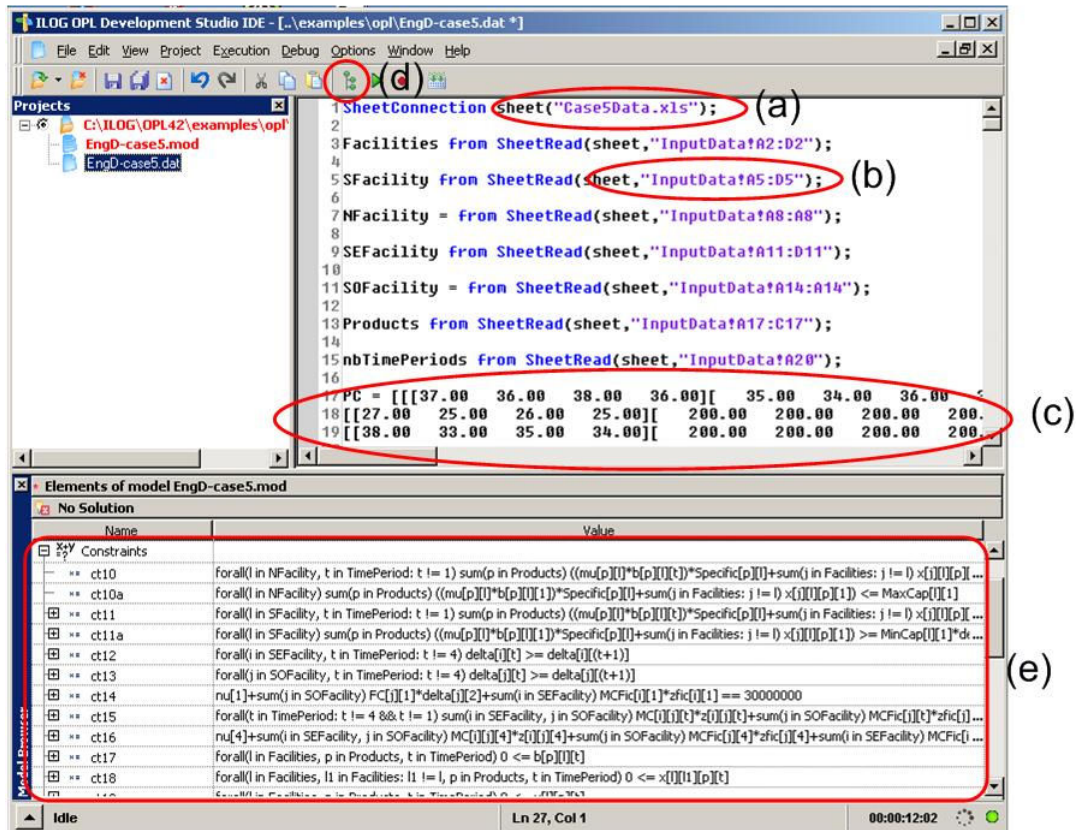 ILOG OPL Development Studio IDE - [..\examples\opl\EngD-case5.dat *]
File Edit View Project Execution Debug Options Window Help
(d)
Projects
C:\ILOG\OPL42\examples\opl'
EngD-case5.mod
EngD-case5.dat
1 SheetConnection sheet("Case5Data.xls");
(a)
2
3 Facilities from SheetRead(sheet,"InputData!A2:D2");
4
5 SFacility from SheetRead(sheet,"InputData!A5:D5");
(b)
6
7 NFacility = from SheetRead(sheet,"InputData!A8:A8");
8
9 SEFacility from SheetRead(sheet,"InputData!A11:D11");
10
11 SOFacility = from SheetRead(sheet,"InputData!A14:A14");
12
13 Products from SheetRead(sheet,"InputData!A17:C17");
14
15 nbTimePeriods from SheetRead(sheet,"InputData!A20");
16
17 PC = [[[37.00 36.00 38.00 36.00][ 35.00 34.00 36.00
18 [[27.00 25.00 26.00 25.00][ 200.00 200.00 200.00 200.
19 [[38.00 33.00 35.00 34.00][ 200.00 200.00 200.00 200.
(c)
Elements of model EngD-case5.mod
No Solution
Name Value
Constraints
ct10 forall(l in NFacility, t in TimePeriod: t != 1) sum(p in Products) ((mu[p][l]*b[p][l][t])*Specific[p][l]+sum(j in Facilities: j != l) x[j][l][p][ ...
ct10a forall(l in NFacility) sum(p in Products) ((mu[p][l]*b[p][l][1])*Specific[p][l]+sum(j in Facilities: j != l) x[j][l][p][1]) <= MaxCap[l][1]
ct11 forall(l in SFacility, t in TimePeriod: t != 1) sum(p in Products) ((mu[p][l]*b[p][l][t])*Specific[p][l]+sum(j in Facilities: j != l) x[j][l][p][ ...
ct11a forall(l in SFacility) sum(p in Products) ((mu[p][l]*b[p][l][1])*Specific[p][l]+sum(j in Facilities: j != l) x[j][l][p][1]) >= MinCap[l][1]*de...
ct12 forall(i in SEFacility, t in TimePeriod: t != 4) delta[i][t] >= delta[i][(t+1)]
ct13 forall(j in SOFacility, t in TimePeriod: t != 4) delta[j][t] >= delta[j][(t+1)]
ct14 nu[1]+sum(j in SOFacility) FC[j][1]*delta[j][2]+sum(i in SEFacility) MCFic[i][1]*zfic[i][1] == 30000000
(e)
ct15 forall(t in TimePeriod: t != 4 && t != 1) sum(i in SEFacility, j in SOFacility) MC[i][j][t]*z[i][j][t]+sum(j in SOFacility) MCFic[j][t]*zfic[j] ...
ct16 nu[4]+sum(i in SEFacility, j in SOFacility) MC[i][j][4]*z[i][j][4]+sum(j in SOFacility) MCFic[j][4]*zfic[j][4]+sum(i in SEFacility) MCFic[i ...
ct17 forall(l in Facilities, p in Products, t in TimePeriod) 0 <= b[p][l][t]
ct18 forall(l in Facilities, l1 in Facilities: l1 != l, p in Products, t in TimePeriod) 0 <= x[l][l1][p][t]
Model Browser
Idle Ln 27, Col 1 00:00:12:02